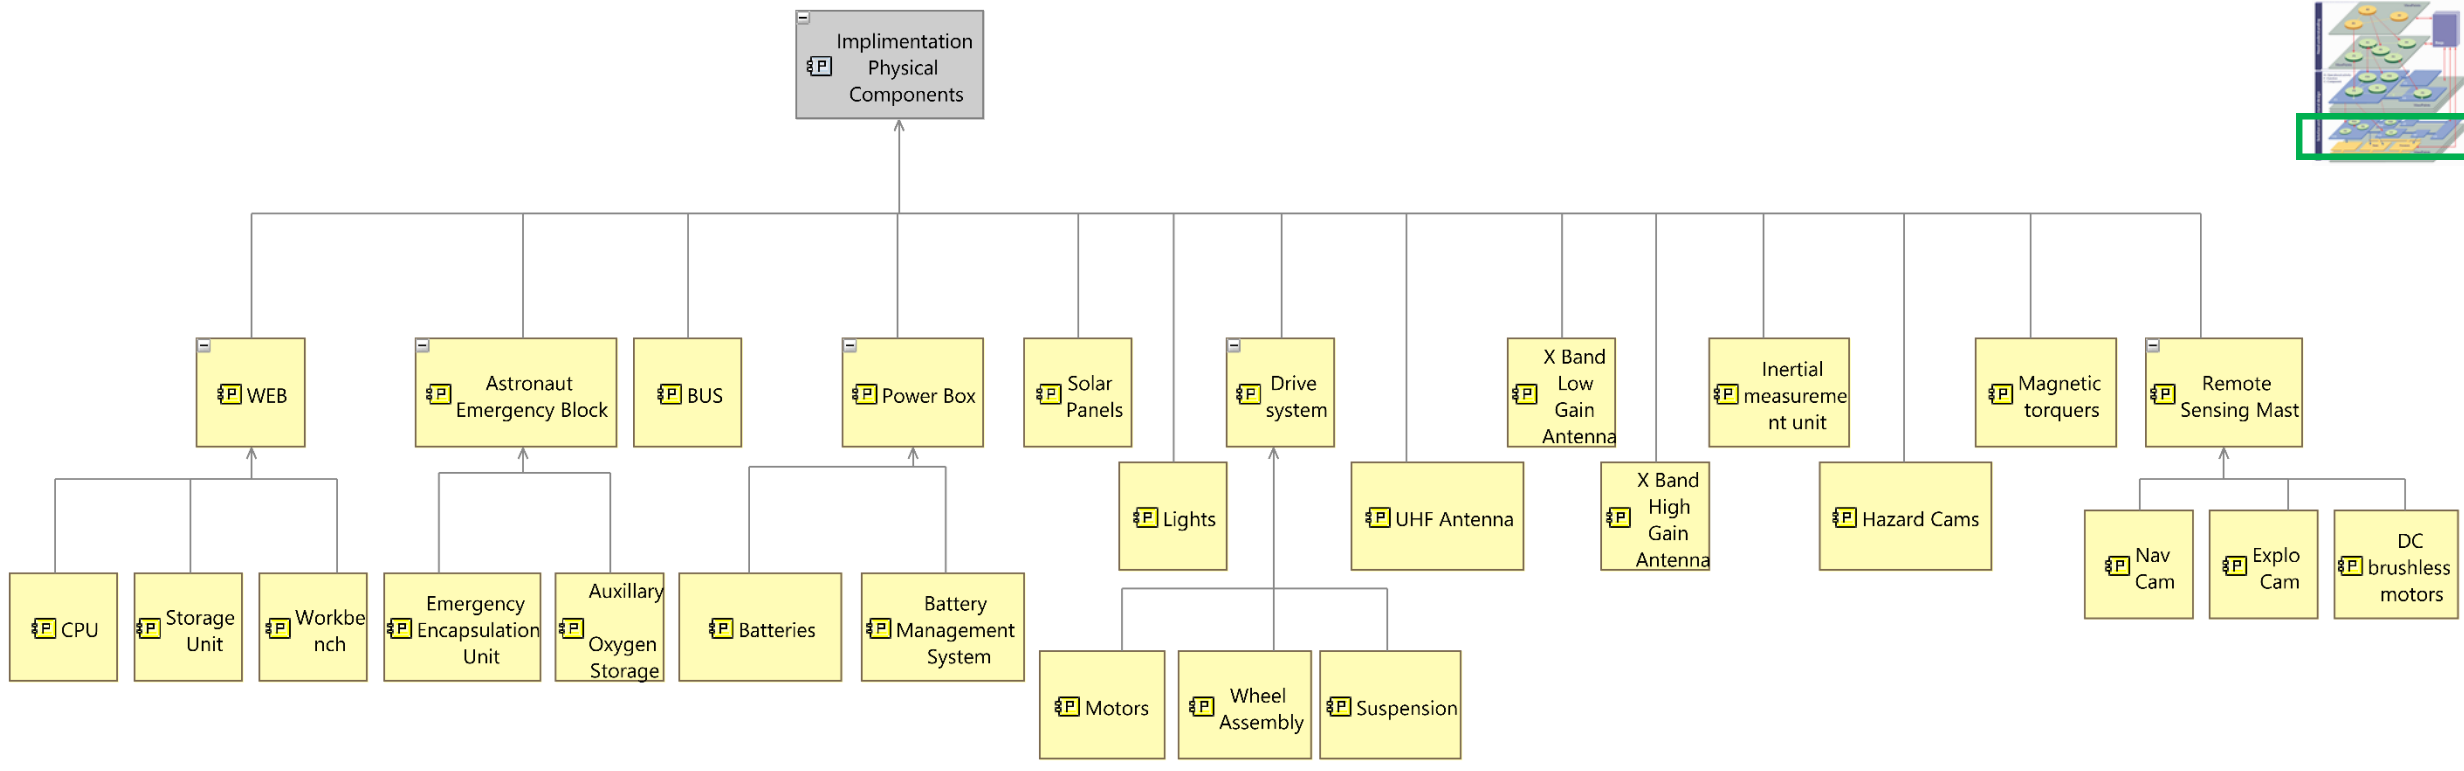 Implimentation
Physical
Components
WEB
Astronaut
Emergency Block
BUS
Power Box
Solar
Panels
Drive
system
X Band
Low
Gain
Antenna
Inertial
measureme
nt unit
Magnetic
torquers
Remote
Sensing Mast
Lights
UHF Antenna
X Band
High
Gain
Antenna
Hazard Cams
Nav
Cam
Explo
Cam
DC
brushless
motors
CPU
Storage
Unit
Workbe
nch
Emergency
Encapsulation
Unit
Auxillary
Oxygen
Storage
Batteries
Battery
Management
System
Motors
Wheel
Assembly
Suspension